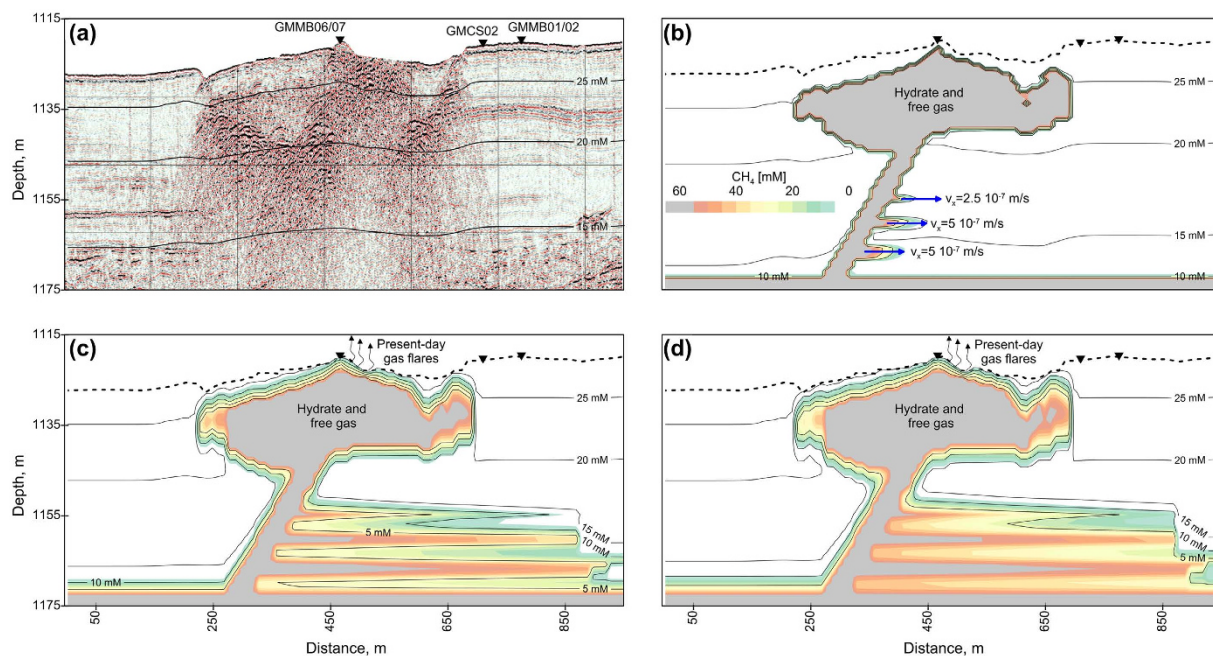 (a)
GMMB06/07
GMCS02
GMMB01/02
1115
1135
1155
1175
Depth, m
25 mM
20 mM
15 mM
(b)
Hydrate and
free gas
25 mM
20 mM
CH4 [mM]
60 40 20 0
vx=2.5 10-7 m/s
vx=5 10-7 m/s
vx=5 10-7 m/s
15 mM
10 mM
10 mM
(c)
Present-day
gas flares
1115
1135
1155
1175
Depth, m
Hydrate and
free gas
25 mM
20 mM
5 mM
15 mM
10 mM
5 mM
10 mM
50 250 450 650 850
Distance, m
(d)
Present-day
gas flares
Hydrate and
free gas
25 mM
20 mM
15 mM
10 mM
5 mM
50 250 450 650 850
Distance, m